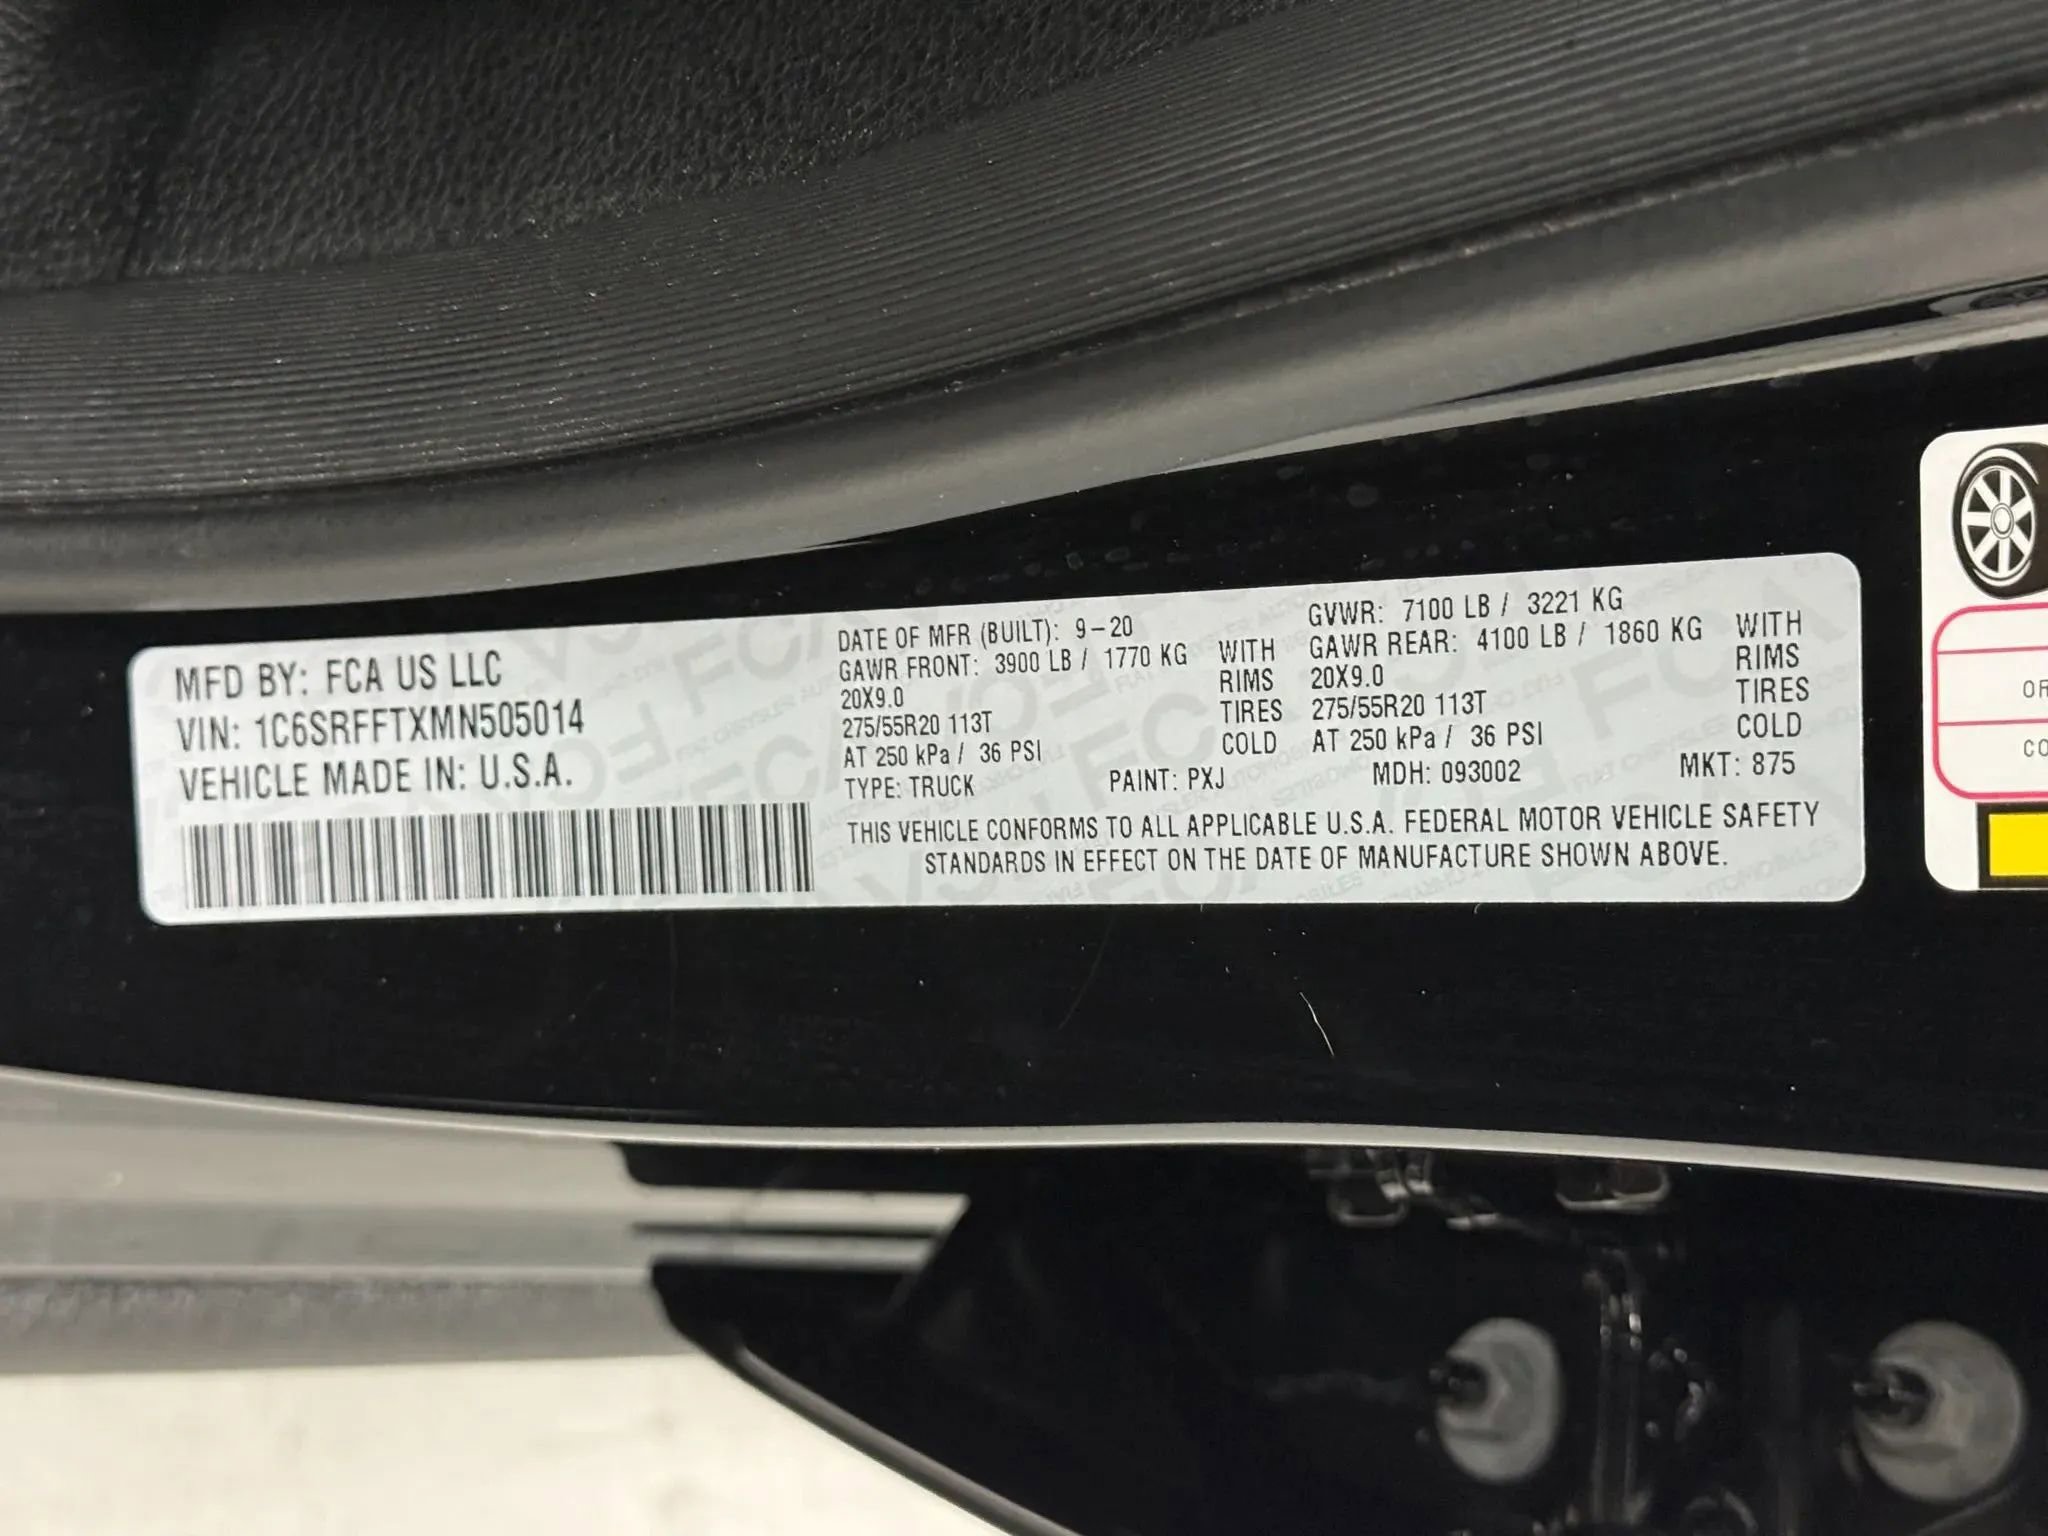 MFD BY: FCA US LLC
VIN: 1C6SRFFTXMN505014
VEHICLE MADE IN: U.S.A.
DATE OF MFR (BUILT): 9-20
GAWR FRONT: 3900 LB / 1770 KG WITH
20X9.0 RIMS
275/55R20 113T TIRES
AT 250 kPa / 36 PSI COLD
GVWR: 7100 LB / 3221 KG
GAWR REAR: 4100 LB / 1860 KG WITH
20X9.0 RIMS
275/55R20 113T TIRES
AT 250 kPa / 36 PSI COLD
TYPE: TRUCK PAINT: PXJ MDH: 093002 MKT: 875
THIS VEHICLE CONFORMS TO ALL APPLICABLE U.S.A. FEDERAL MOTOR VEHICLE SAFETY
STANDARDS IN EFFECT ON THE DATE OF MANUFACTURE SHOWN ABOVE.